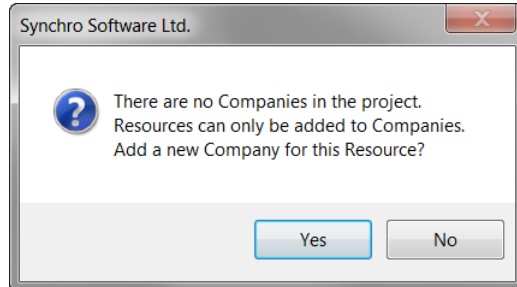 Synchro Software Ltd.
There are no Companies in the project.
Resources can only be added to Companies.
Add a new Company for this Resource?
Yes
No